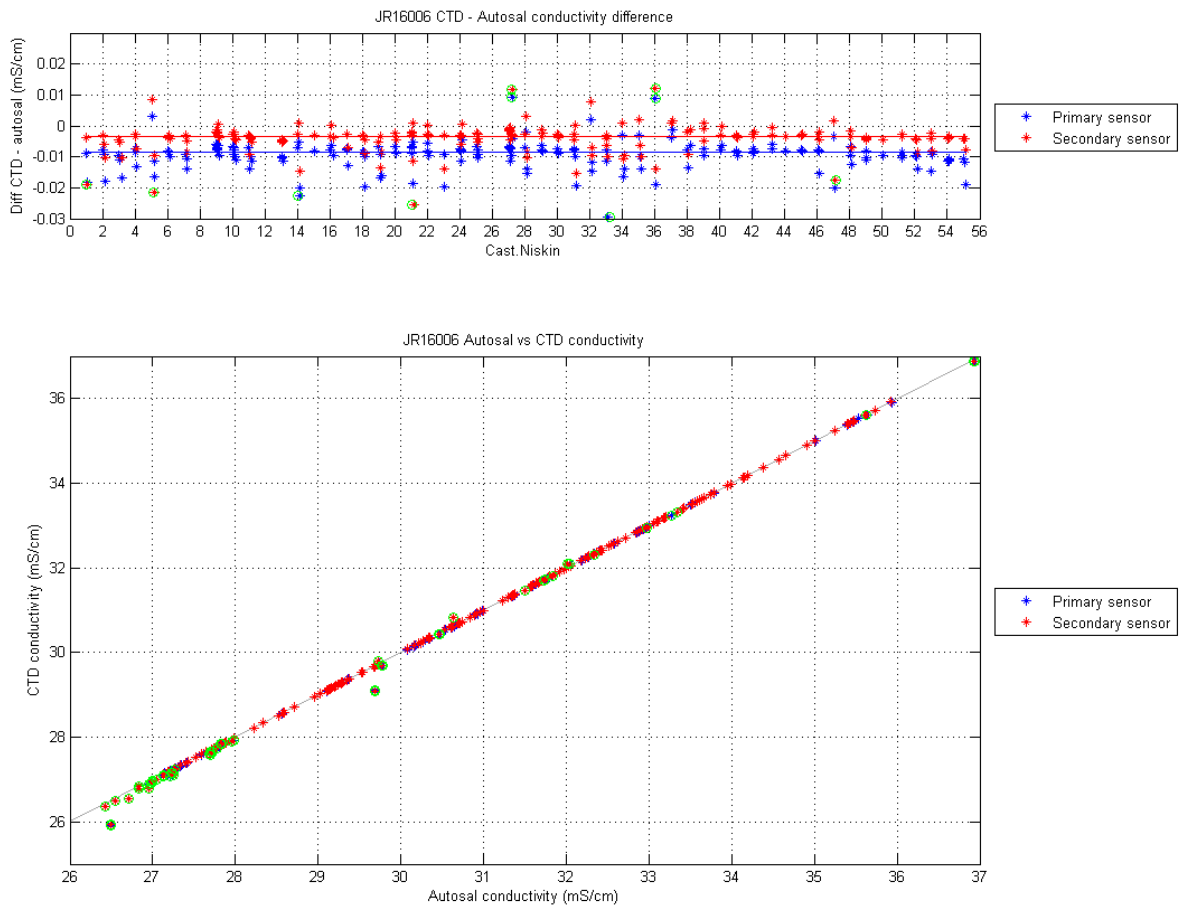 JR16006 CTD - Autosal conductivity difference
Diff CTD - autosal (mS/cm)
0.02
0.01
0
-0.01
-0.02
-0.03
0 2 4 6 8 10 12 14 16 18 20 22 24 26 28 30 32 34 36 38 40 42 44 46 48 50 52 54 56
Cast.Niskin
Primary sensor
Secondary sensor
JR16006 Autosal vs CTD conductivity
CTD conductivity (mS/cm)
36
34
32
30
28
26
26 27 28 29 30 31 32 33 34 35 36 37
Autosal conductivity (mS/cm)
Primary sensor
Secondary sensor